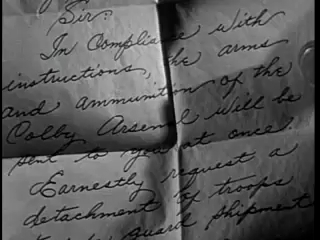 Sir:
In Compliance with
instructions, the arms
and ammunition of the
Colby Arsenal will be
sent to you at once.
Earnestly request a
detachment of troops
to guard shipment